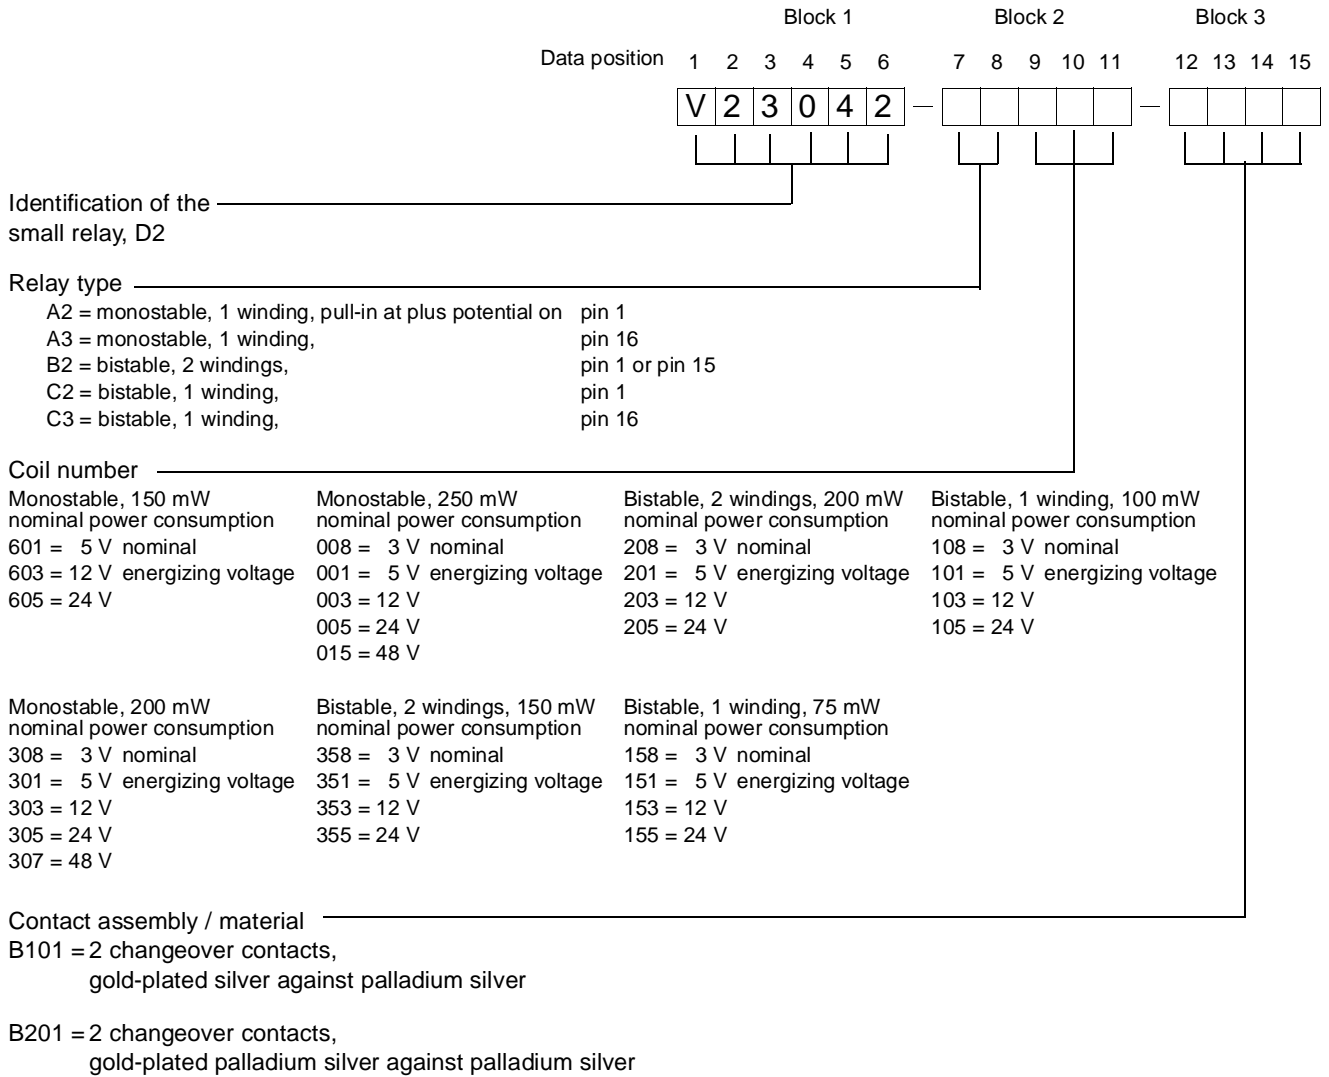 Block 1 Block 2 Block 3
Data position 1 2 3 4 5 6 7 8 9 10 11 12 13 14 15
V 2 3 0 4 2 — —
Identification of the
small relay, D2
Relay type
A2 = monostable, 1 winding, pull-in at plus potential on pin 1
A3 = monostable, 1 winding, pin 16
B2 = bistable, 2 windings, pin 1 or pin 15
C2 = bistable, 1 winding, pin 1
C3 = bistable, 1 winding, pin 16
Coil number
Monostable, 150 mW
nominal power consumption
601 = 5 V nominal
603 = 12 V energizing voltage
605 = 24 V
Monostable, 250 mW
nominal power consumption
008 = 3 V nominal
001 = 5 V energizing voltage
003 = 12 V
005 = 24 V
015 = 48 V
Bistable, 2 windings, 200 mW
nominal power consumption
208 = 3 V nominal
201 = 5 V energizing voltage
203 = 12 V
205 = 24 V
Bistable, 1 winding, 100 mW
nominal power consumption
108 = 3 V nominal
101 = 5 V energizing voltage
103 = 12 V
105 = 24 V
Monostable, 200 mW
nominal power consumption
308 = 3 V nominal
301 = 5 V energizing voltage
303 = 12 V
305 = 24 V
307 = 48 V
Bistable, 2 windings, 150 mW
nominal power consumption
358 = 3 V nominal
351 = 5 V energizing voltage
353 = 12 V
355 = 24 V
Bistable, 1 winding, 75 mW
nominal power consumption
158 = 3 V nominal
151 = 5 V energizing voltage
153 = 12 V
155 = 24 V
Contact assembly / material
B101 = 2 changeover contacts,
gold-plated silver against palladium silver
B201 = 2 changeover contacts,
gold-plated palladium silver against palladium silver